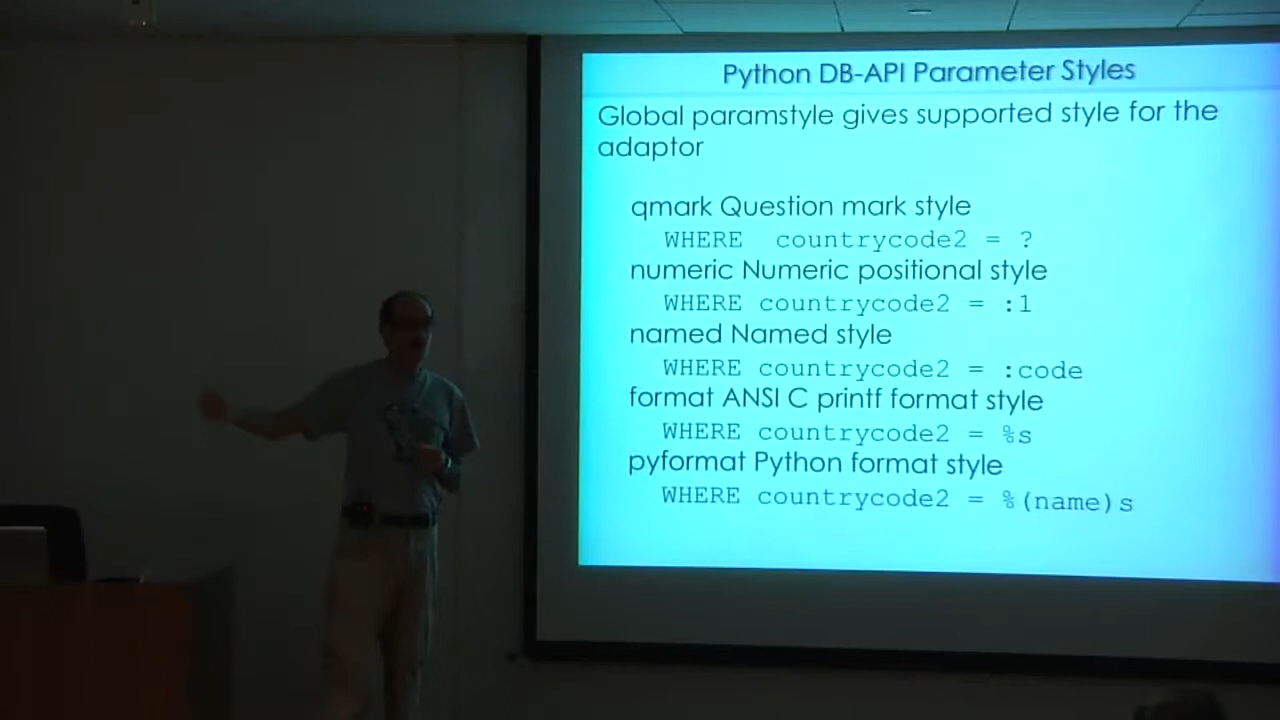 Python DB-API Parameter Styles
Global paramstyle gives supported style for the
adaptor
qmark Question mark style
WHERE countrycode2 = ?
numeric Numeric positional style
WHERE countrycode2 = :1
named Named style
WHERE countrycode2 = :code
format ANSI C printf format style
WHERE countrycode2 = %s
pyformat Python format style
WHERE countrycode2 = %(name)s